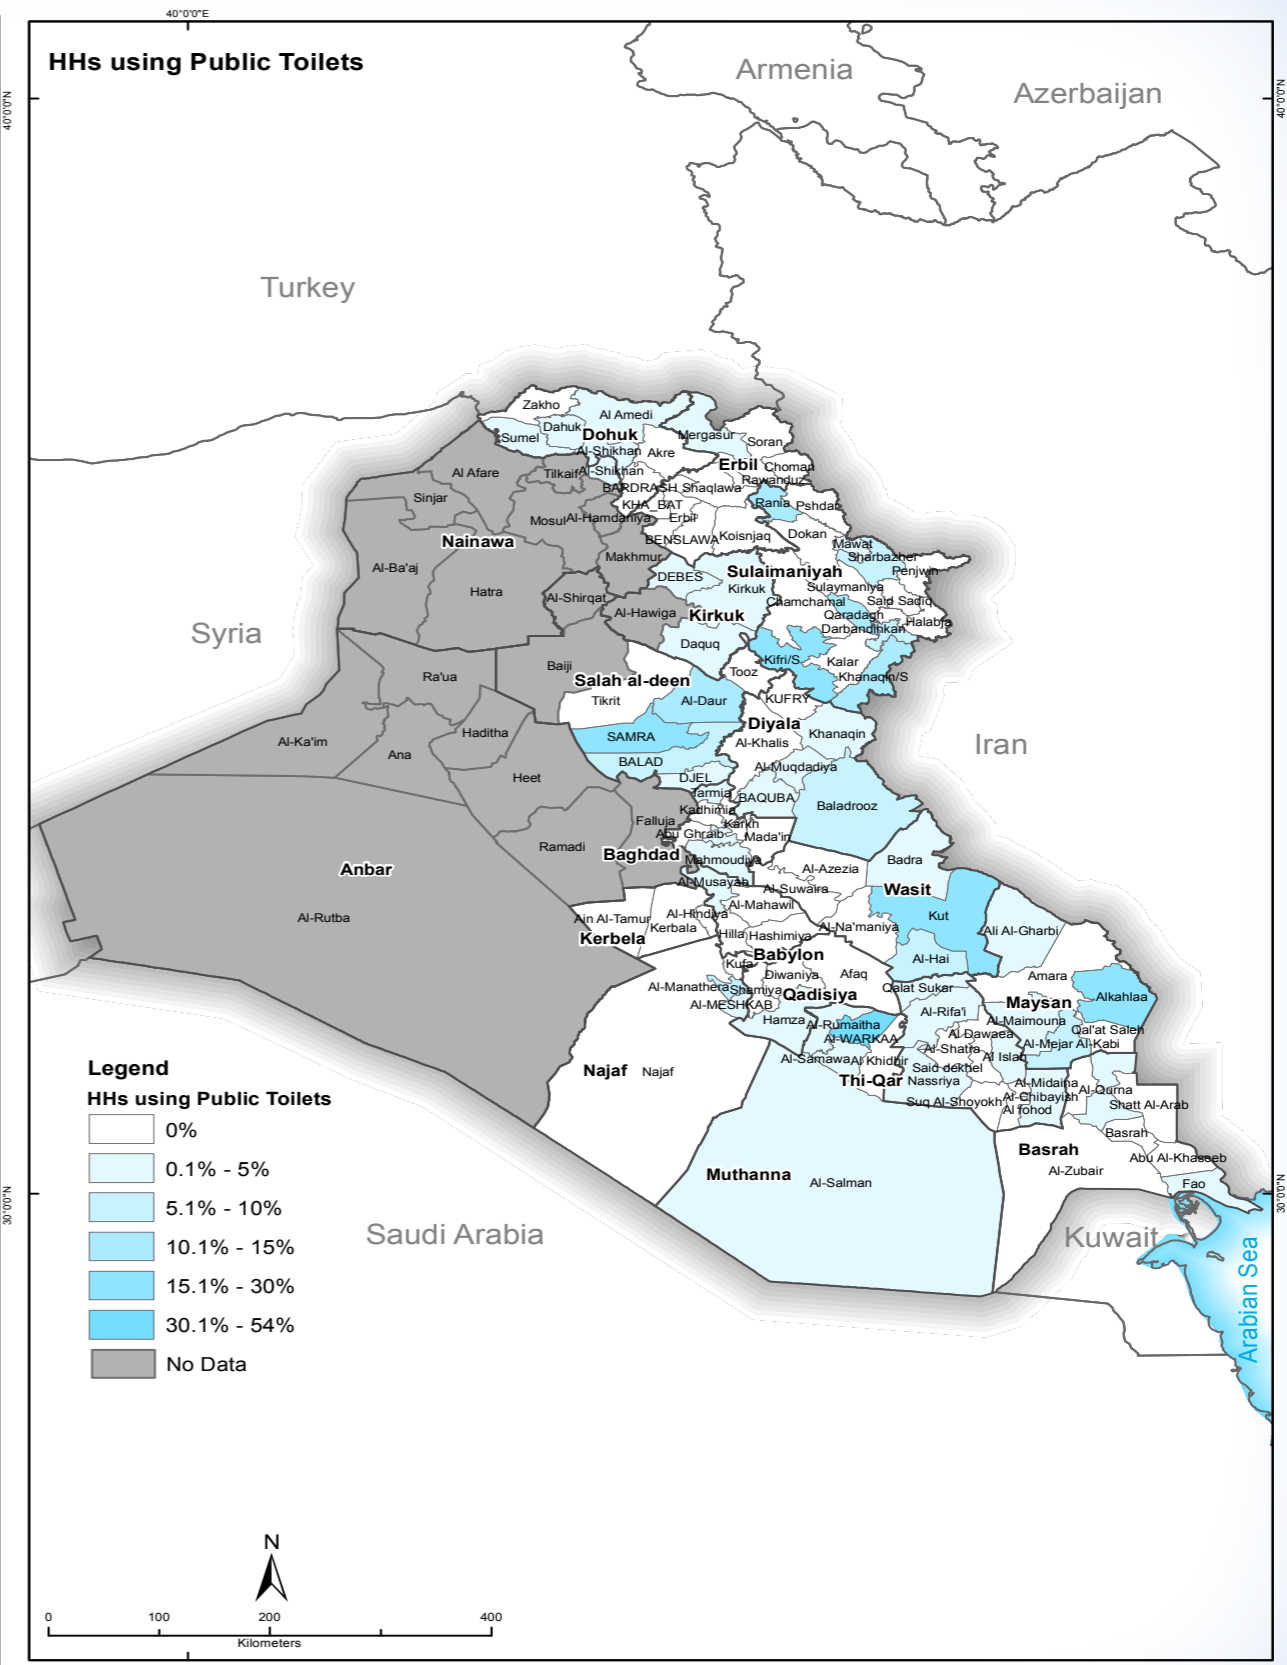 40°0'0"E
HHs using Public Toilets
Armenia
Azerbaijan
40°0'0"N
40°0'0"N
Turkey
Zakho
Al Amedi
Dahuk
Sumel
Dohuk
Mergasur
Soran
Al-Shikhan
Akre
Erbil
Choman
Al Afare
Tilkaif
Al-Shikhan
Rawanduz
BARDRASH
Shaqlawa
Sinjar
KHA_BAT
Rania
Pshdar
Mosul
Al-Hamdaniya
Erbil
Nainawa
BENSLAWA
Koisnjaq
Dokan
Mawat
Makhmur
Sharbazher
Al-Ba'aj
DEBES
Sulaimaniyah
Penjwin
Hatra
Kirkuk
Sulaymaniya
Al-Shirqat
Chamchamal
Said Sadiq
Al-Hawiga
Kirkuk
Qaradagh
Halabja
Syria
Darbandihkan
Daquq
Baiji
Kifri/S
Kalar
Ra'ua
Salah al-deen
Tooz
Khanaqin/S
Tikrit
Al-Daur
KUFRY
Haditha
SAMRA
Diyala
Khanaqin
Al-Ka'im
Al-Khalis
Iran
Ana
BALAD
Al-Muqdadiya
Heet
DJEL
Tarmia
BAQUBA
Baladrooz
Kadhimia
Falluja
Karkh
Abu Ghraib
Mada'in
Ramadi
Baghdad
Mahmoudiya
Badra
Anbar
Al-Azezia
Al-Musayab
Al-Suwaira
Wasit
Al-Rutba
Al-Mahawil
Kut
Ain Al-Tamur
Al-Hindiya
Kerbala
Al-Na'maniya
Ali Al-Gharbi
Kerbela
Hilla
Hashimiya
Babylon
Al-Hai
Kufa
Diwaniya
Afaq
Amara
Al-Manathera
Shamiya
Qadisiya
Qalat Sukar
Alkahlaa
Al-MESHKAB
Maysan
Hamza
Al-Rumaitha
Al-Rifa'i
Al-Maimouna
Al-WARKAA
Al Dawaea
Qal'at Saleh
Al-Shatra
Al-Mejar Al-Kabi
Al-Samawa
Al Khidhir
Al Islah
Najaf
Najaf
Said dekhel
Thi-Qar
Nassriya
Al-Midaina
Al-Qurna
Suq Al-Shoyokh
Al-Chibayish
Al fohod
Shatt Al-Arab
Basrah
Basrah
Abu Al-Khaseeb
Al-Zubair
Muthanna
Al-Salman
Fao
30°0'0"N
30°0'0"N
Saudi Arabia
Kuwait
Arabian Sea
Legend
HHs using Public Toilets
0%
0.1% - 5%
5.1% - 10%
10.1% - 15%
15.1% - 30%
30.1% - 54%
No Data
N
0 100 200 400
Kilometers